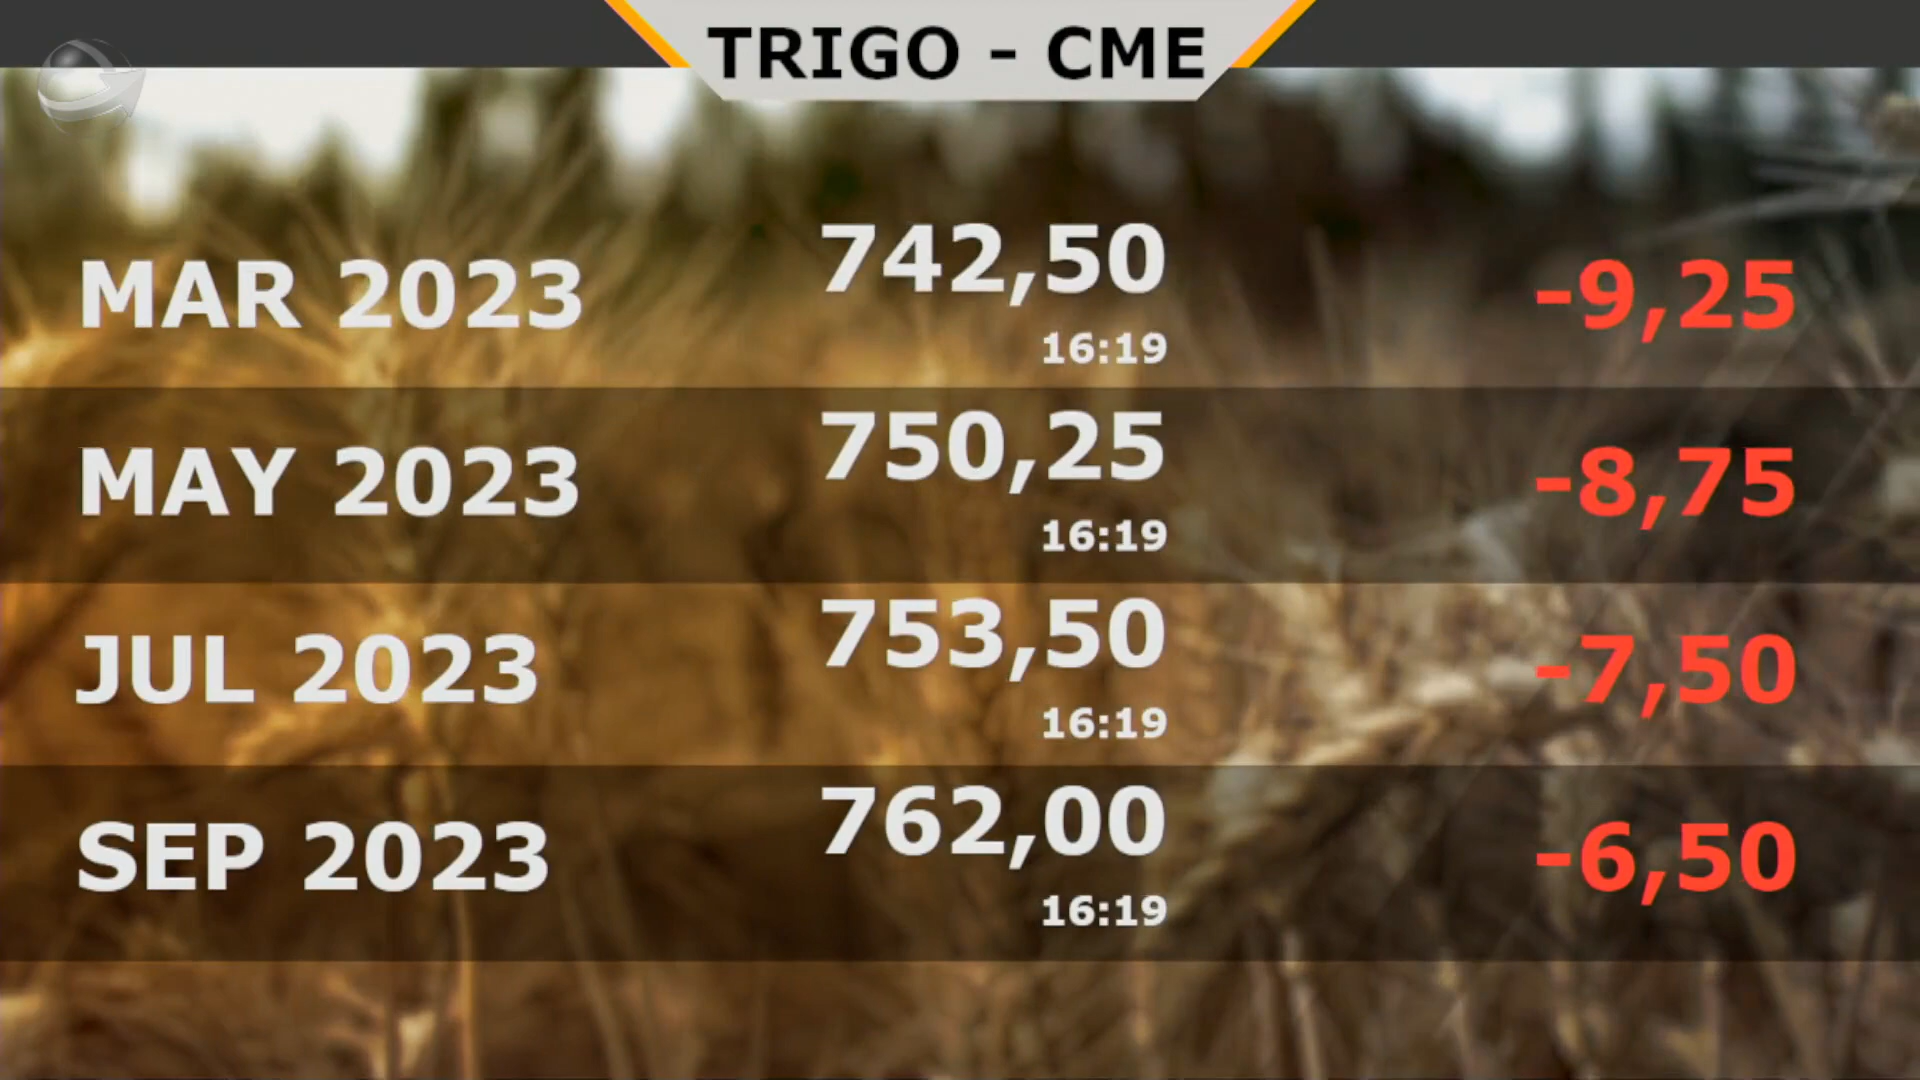 TRIGO - CME
MAR 2023 742,50 -9,25
16:19
MAY 2023 750,25 -8,75
16:19
JUL 2023 753,50 -7,50
16:19
SEP 2023 762,00 -6,50
16:19